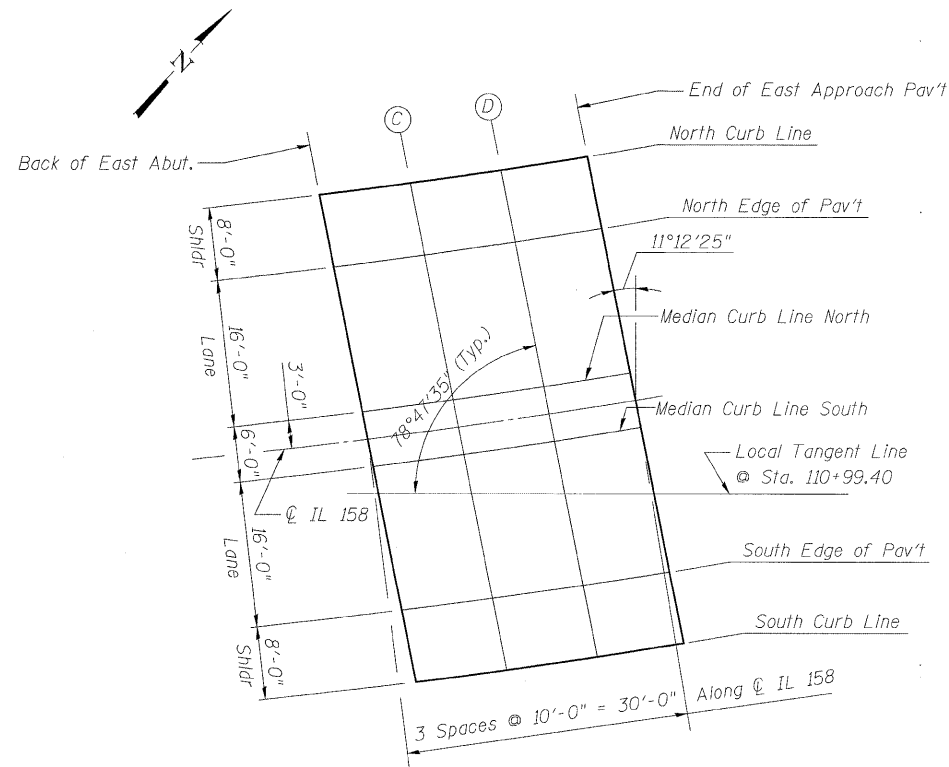 N
C
D
End of East Approach Pav't
North Curb Line
Back of East Abut.
North Edge of Pav't
11°12'25"
8'-0"
Shldr
Median Curb Line North
16'-0"
Lane
3'-0"
78°47'35" (Typ.)
Median Curb Line South
6'-0"
Local Tangent Line
@ Sta. 110+99.40
℄ IL 158
16'-0"
Lane
South Edge of Pav't
South Curb Line
8'-0"
Shldr
3 Spaces @ 10'-0" = 30'-0" Along ℄ IL 158